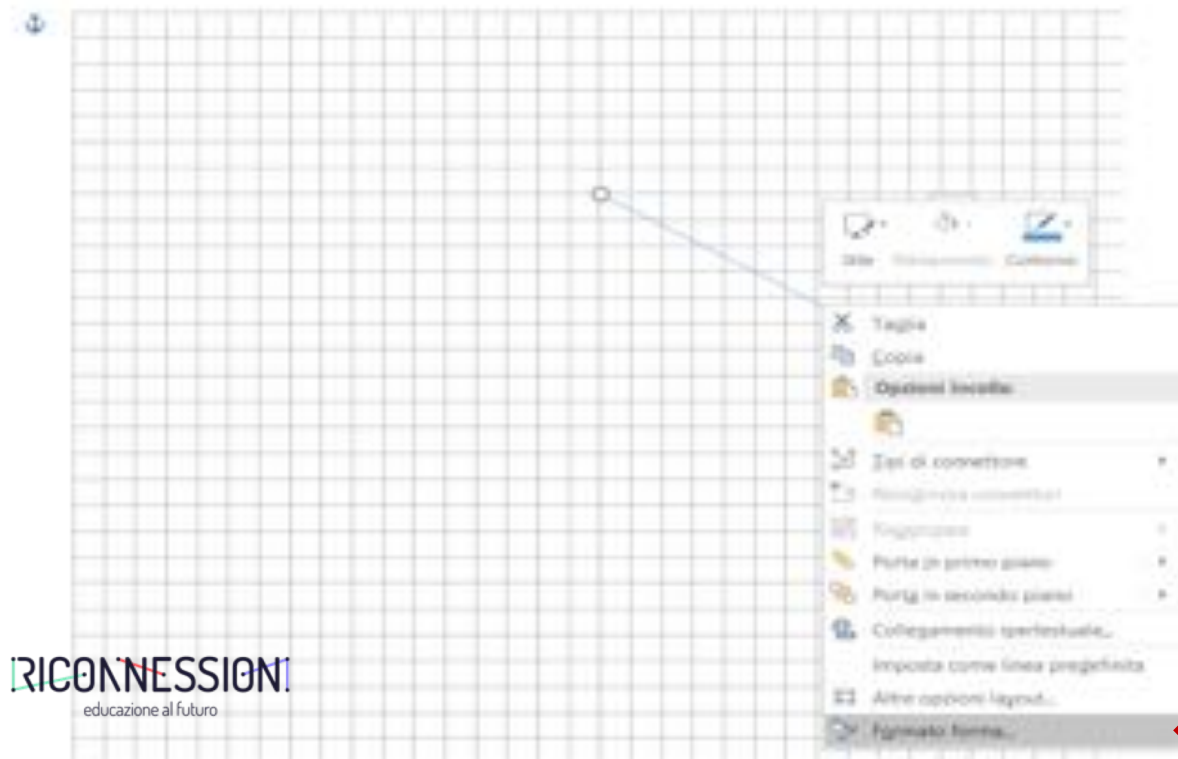 Stile
Contorno
Taglia
Copia
Opzioni Incolla:
Tipi di connettore
Porta in primo piano
Porta in secondo piano
Collegamento ipertestuale...
Imposta come linea predefinita
Altre opzioni layout...
Formato forma...
RICONNESSIONI
educazione al futuro